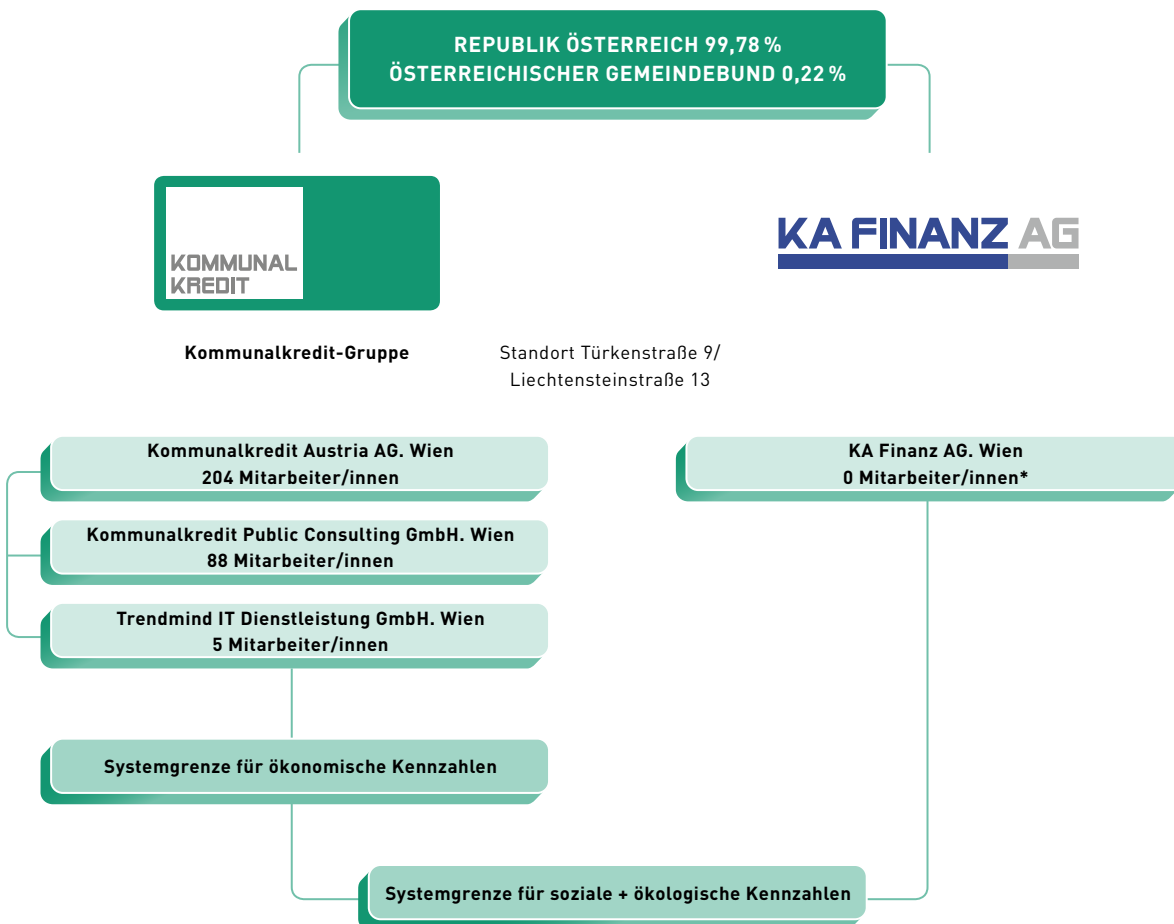 REPUBLIK ÖSTERREICH 99,78 %
ÖSTERREICHISCHER GEMEINDEBUND 0,22 %
KOMMUNAL
KREDIT
KA FINANZ AG
Kommunalkredit-Gruppe
Standort Türkenstraße 9/
Liechtensteinstraße 13
Kommunalkredit Austria AG. Wien
204 Mitarbeiter/innen
KA Finanz AG. Wien
0 Mitarbeiter/innen*
Kommunalkredit Public Consulting GmbH. Wien
88 Mitarbeiter/innen
Trendmind IT Dienstleistung GmbH. Wien
5 Mitarbeiter/innen
Systemgrenze für ökonomische Kennzahlen
Systemgrenze für soziale + ökologische Kennzahlen